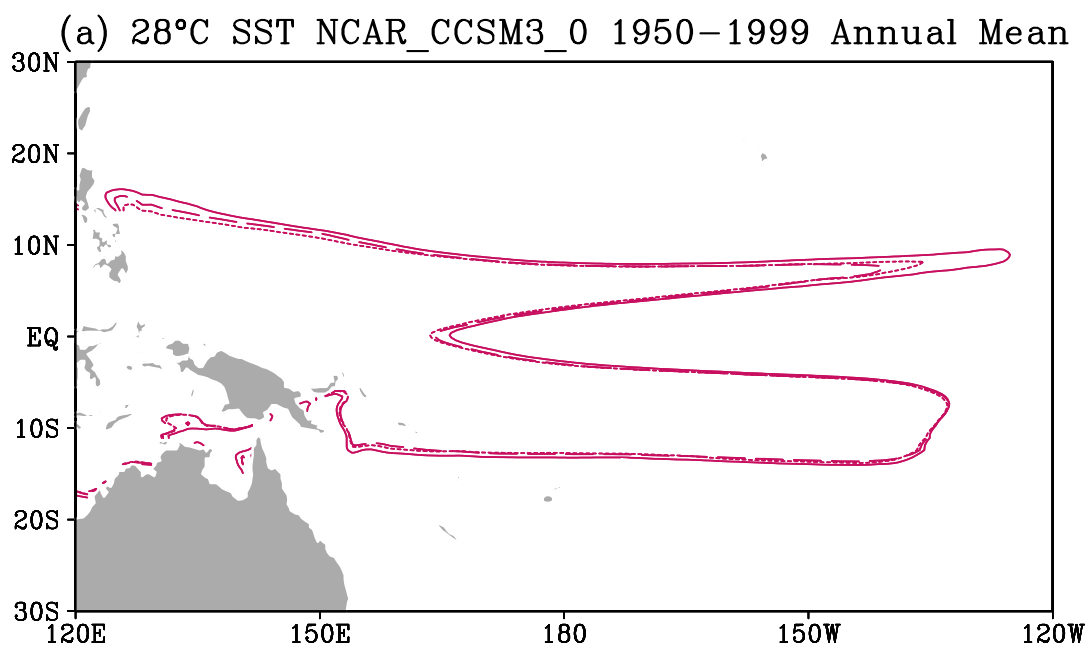 (a) 28°C SST NCAR_CCSM3_0 1950-1999 Annual Mean
30N
20N
10N
EQ
10S
20S
30S
120E 150E 180 150W 120W